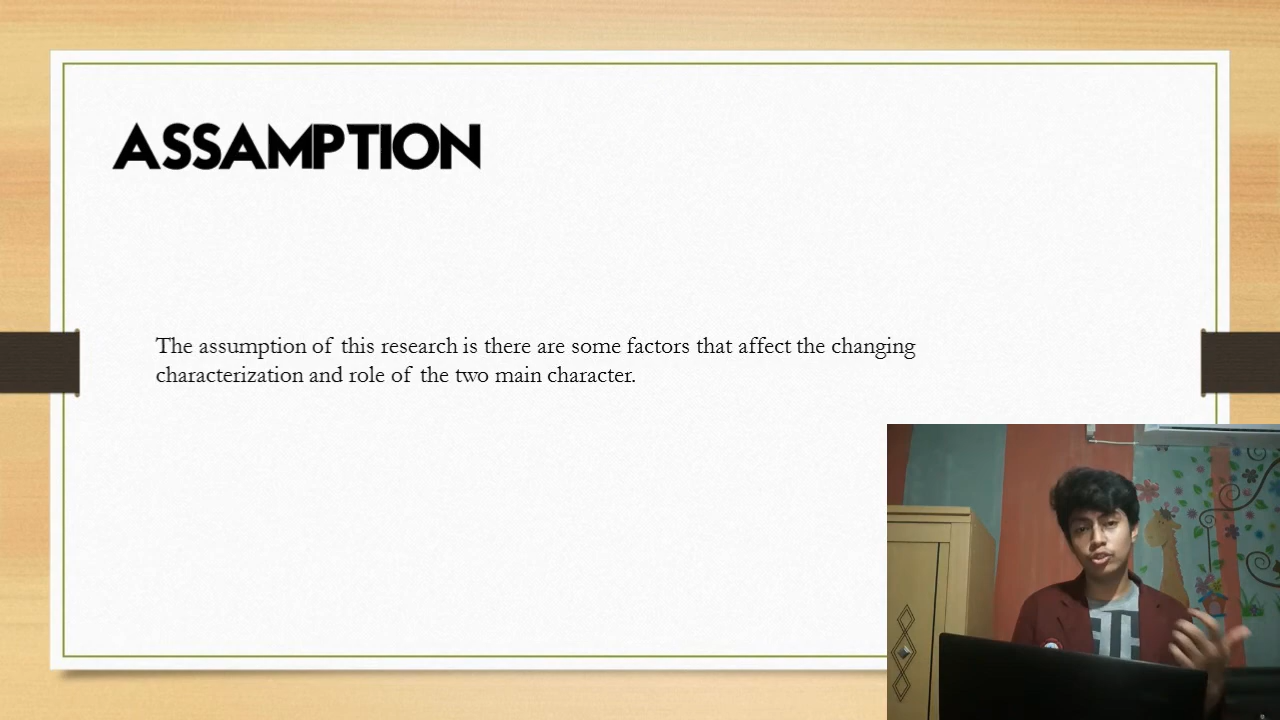 ASSAMPTION
The assumption of this research is there are some factors that affect the changing
characterization and role of the two main character.